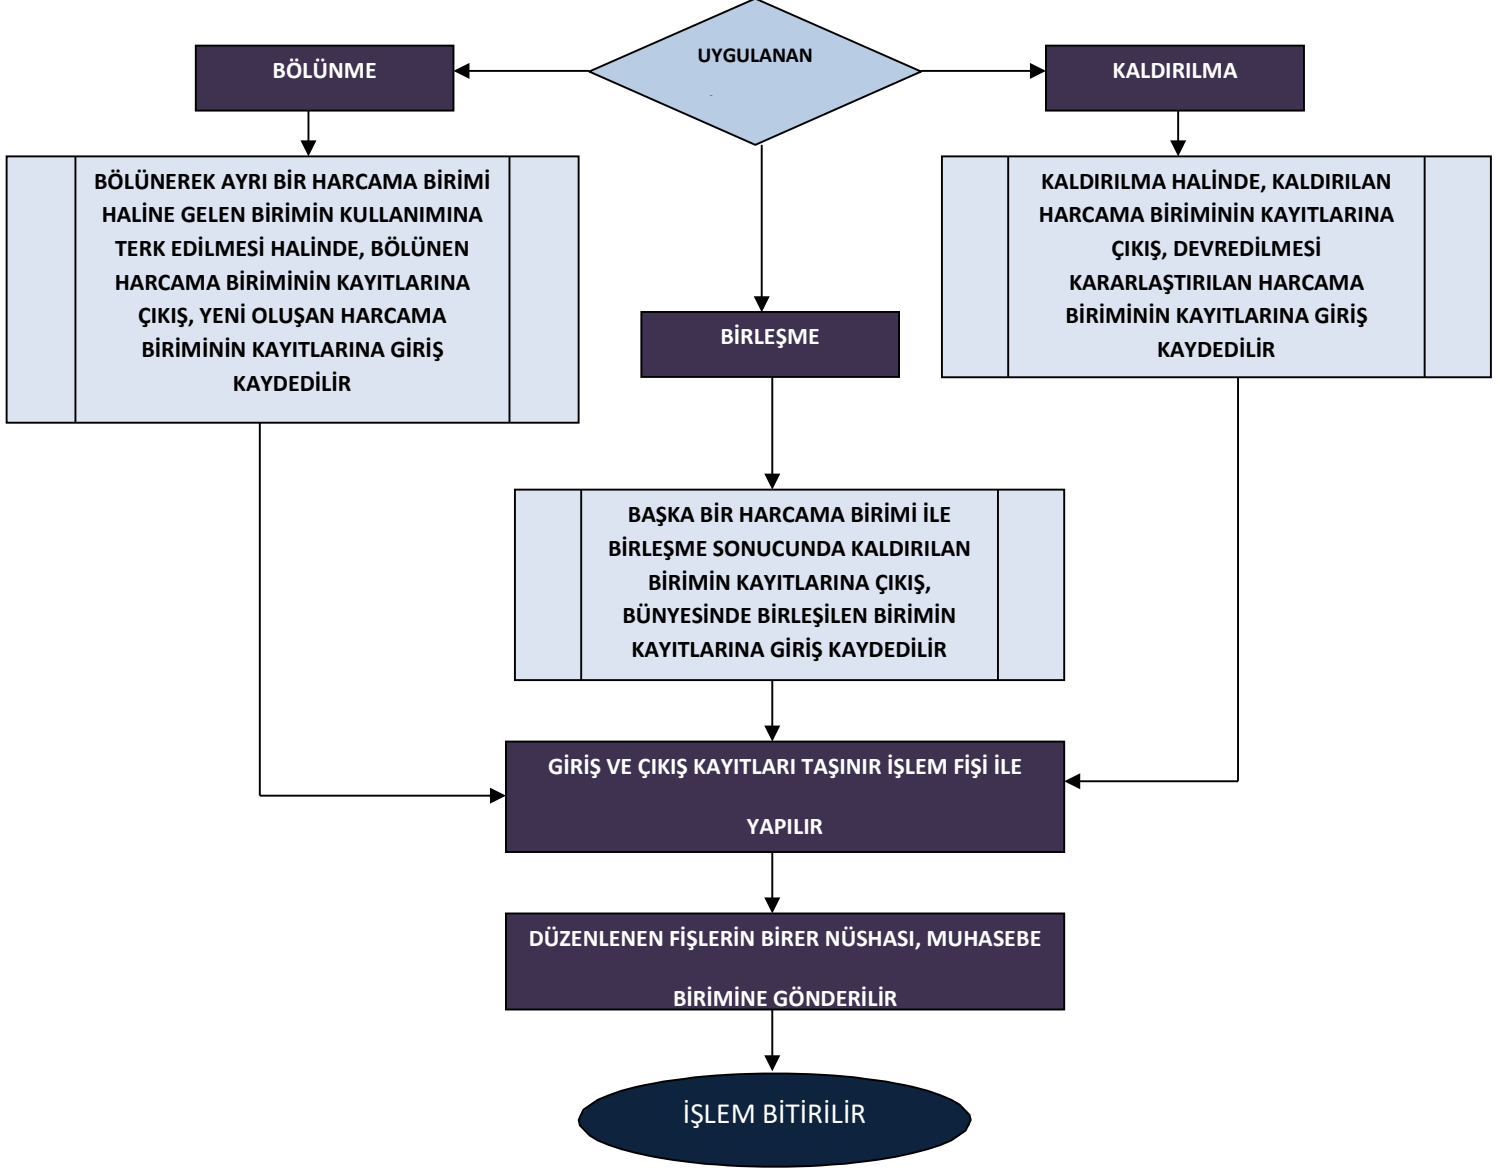 UYGULANAN
BÖLÜNME
KALDIRILMA
BÖLÜNEREK AYRI BİR HARCAMA BİRİMİ
HALİNE GELEN BİRİMİN KULLANIMINA
TERK EDİLMESİ HALİNDE, BÖLÜNEN
HARCAMA BİRİMİNİN KAYITLARINA
ÇIKIŞ, YENİ OLUŞAN HARCAMA
BİRİMİNİN KAYITLARINA GİRİŞ
KAYDEDİLİR
KALDIRILMA HALİNDE, KALDIRILAN
HARCAMA BİRİMİNİN KAYITLARINA
ÇIKIŞ, DEVREDİLMESİ
KARARLAŞTIRILAN HARCAMA
BİRİMİNİN KAYITLARINA GİRİŞ
KAYDEDİLİR
BİRLEŞME
BAŞKA BİR HARCAMA BİRİMİ İLE
BİRLEŞME SONUCUNDA KALDIRILAN
BİRİMİN KAYITLARINA ÇIKIŞ,
BÜNYESİNDE BİRLEŞİLEN BİRİMİN
KAYITLARINA GİRİŞ KAYDEDİLİR
GİRİŞ VE ÇIKIŞ KAYITLARI TAŞINIR İŞLEM FİŞİ İLE
YAPILIR
DÜZENLENEN FİŞLERİN BİRER NÜSHASI, MUHASEBE
BİRİMİNE GÖNDERİLİR
İŞLEM BİTİRİLİR